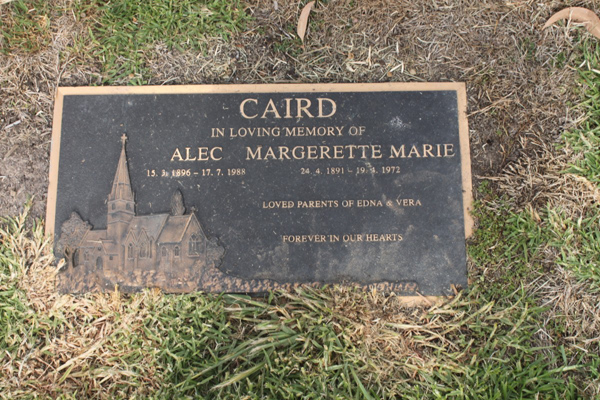 CAIRD
IN LOVING MEMORY OF
ALEC MARGERETTE MARIE
15. 3. 1896 - 17. 7. 1988 24. 4. 1891 - 19. 4. 1972
LOVED PARENTS OF EDNA & VERA
FOREVER IN OUR HEARTS